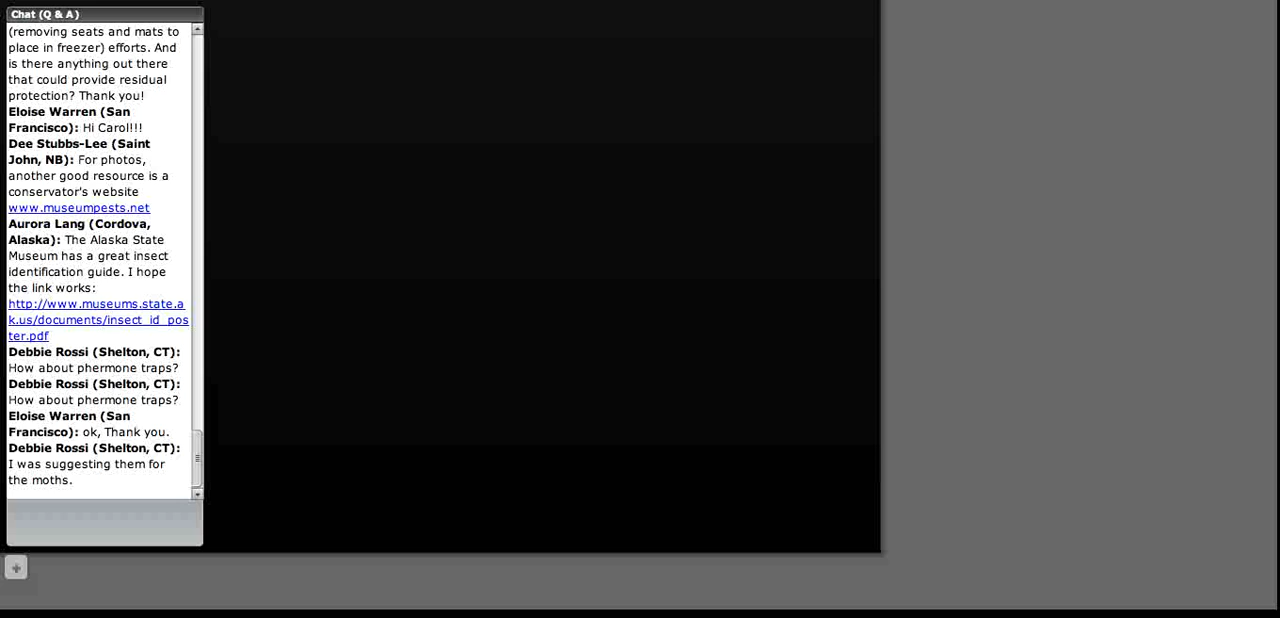 Chat (Q & A)
(removing seats and mats to
place in freezer) efforts. And
is there anything out there
that could provide residual
protection? Thank you!
Eloise Warren (San
Francisco): Hi Carol!!!
Dee Stubbs-Lee (Saint
John, NB): For photos,
another good resource is a
conservator's website
www.museumpests.net
Aurora Lang (Cordova,
Alaska): The Alaska State
Museum has a great insect
identification guide. I hope
the link works:
http://www.museums.state.a
k.us/documents/insect_id_pos
ter.pdf
Debbie Rossi (Shelton, CT):
How about phermone traps?
Debbie Rossi (Shelton, CT):
How about phermone traps?
Eloise Warren (San
Francisco): ok, Thank you.
Debbie Rossi (Shelton, CT):
I was suggesting them for
the moths.